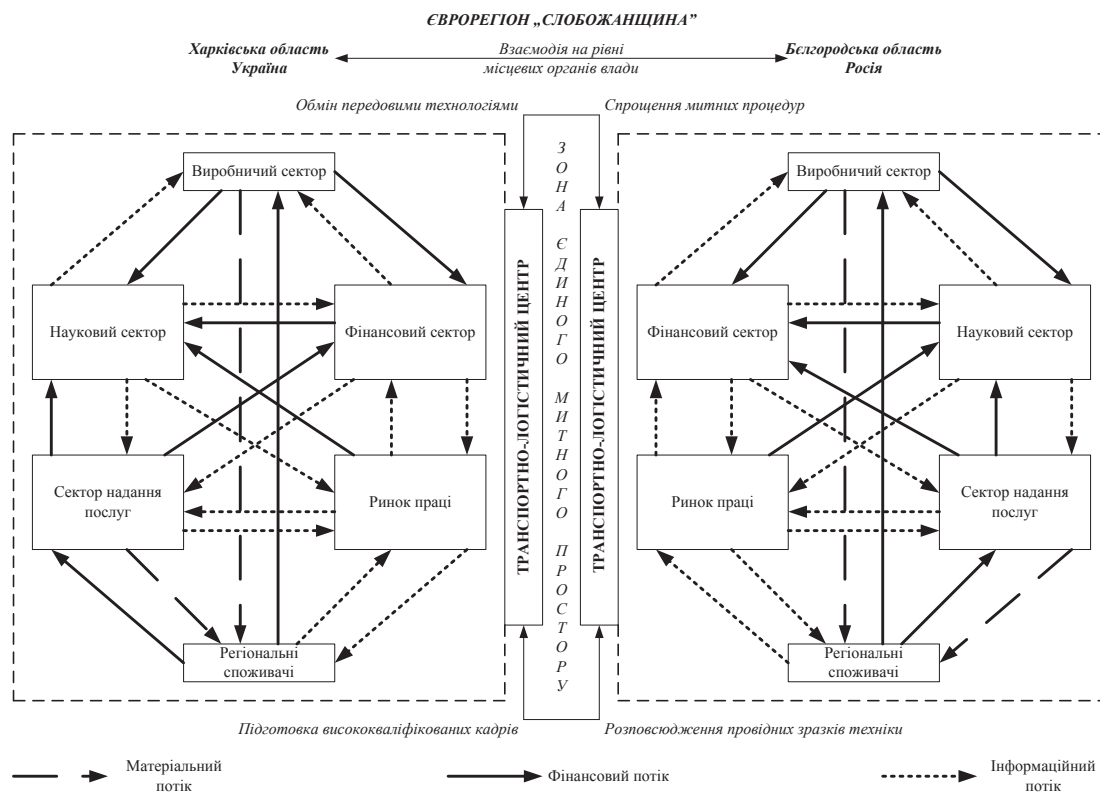 ЄВРОРЕГІОН „СЛОБОЖАНЩИНА”
Харківська область
Україна
Взаємодія на рівні
місцевих органів влади
Бєлгородська область
Росія
Обмін передовими технологіями
Спрощення митних процедур
Виробничий сектор
Науковий сектор
Фінансовий сектор
Сектор надання
послуг
Ринок праці
Регіональні
споживачі
ТРАНСПОРТНО-ЛОГІСТИЧНИЙ ЦЕНТР
ЗОНА ЄДИННОГО МИТНОГО ПРОСТОРУ
ТРАНСПОРТНО-ЛОГІСТИЧНИЙ ЦЕНТР
Виробничий сектор
Фінансовий сектор
Науковий сектор
Ринок праці
Сектор надання
послуг
Регіональні
споживачі
Підготовка висококваліфікованих кадрів
Розповсюдження провідних зразків техніки
Матеріальний
потік
Фінансовий потік
Інформаційний
потік